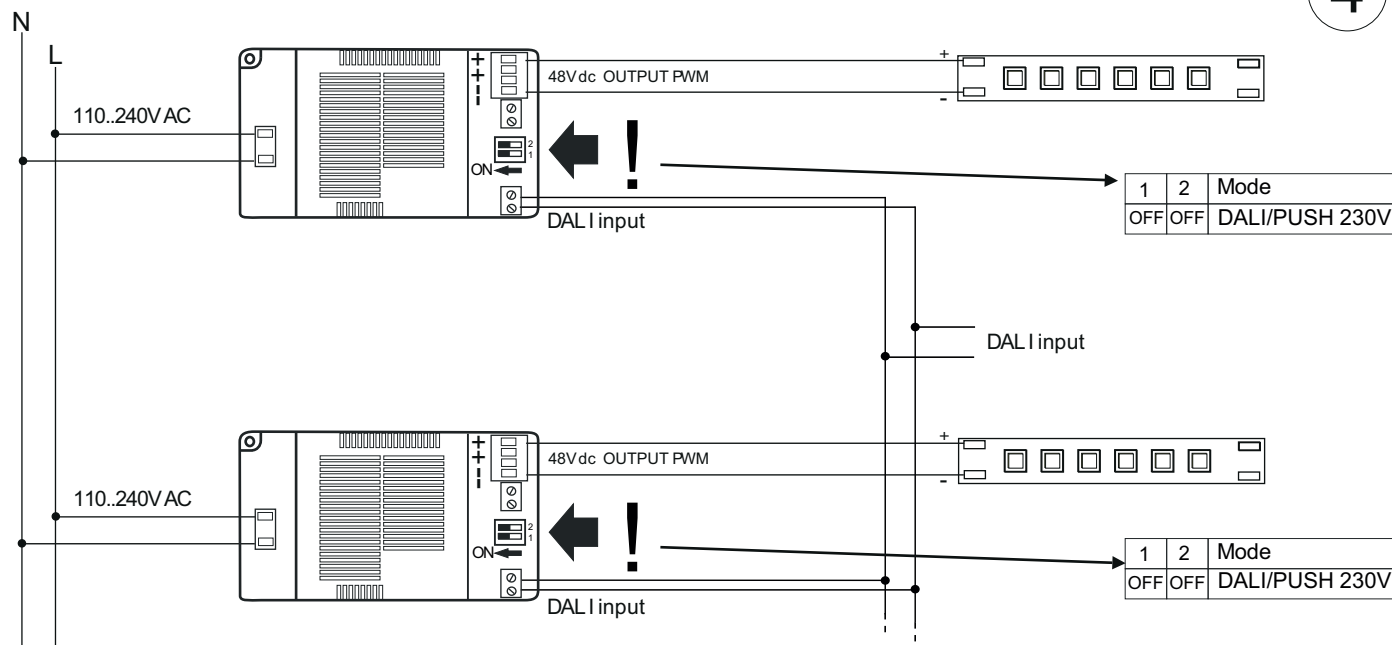 4
N
L
110..240V AC
+
+
-
-
48Vdc OUTPUT PWM
+
-
2
1
ON
!
DALI input
1 2 Mode
OFF OFF DALI/PUSH 230V
DALI input
110..240V AC
+
+
-
-
48Vdc OUTPUT PWM
+
-
2
1
ON
!
DALI input
1 2 Mode
OFF OFF DALI/PUSH 230V